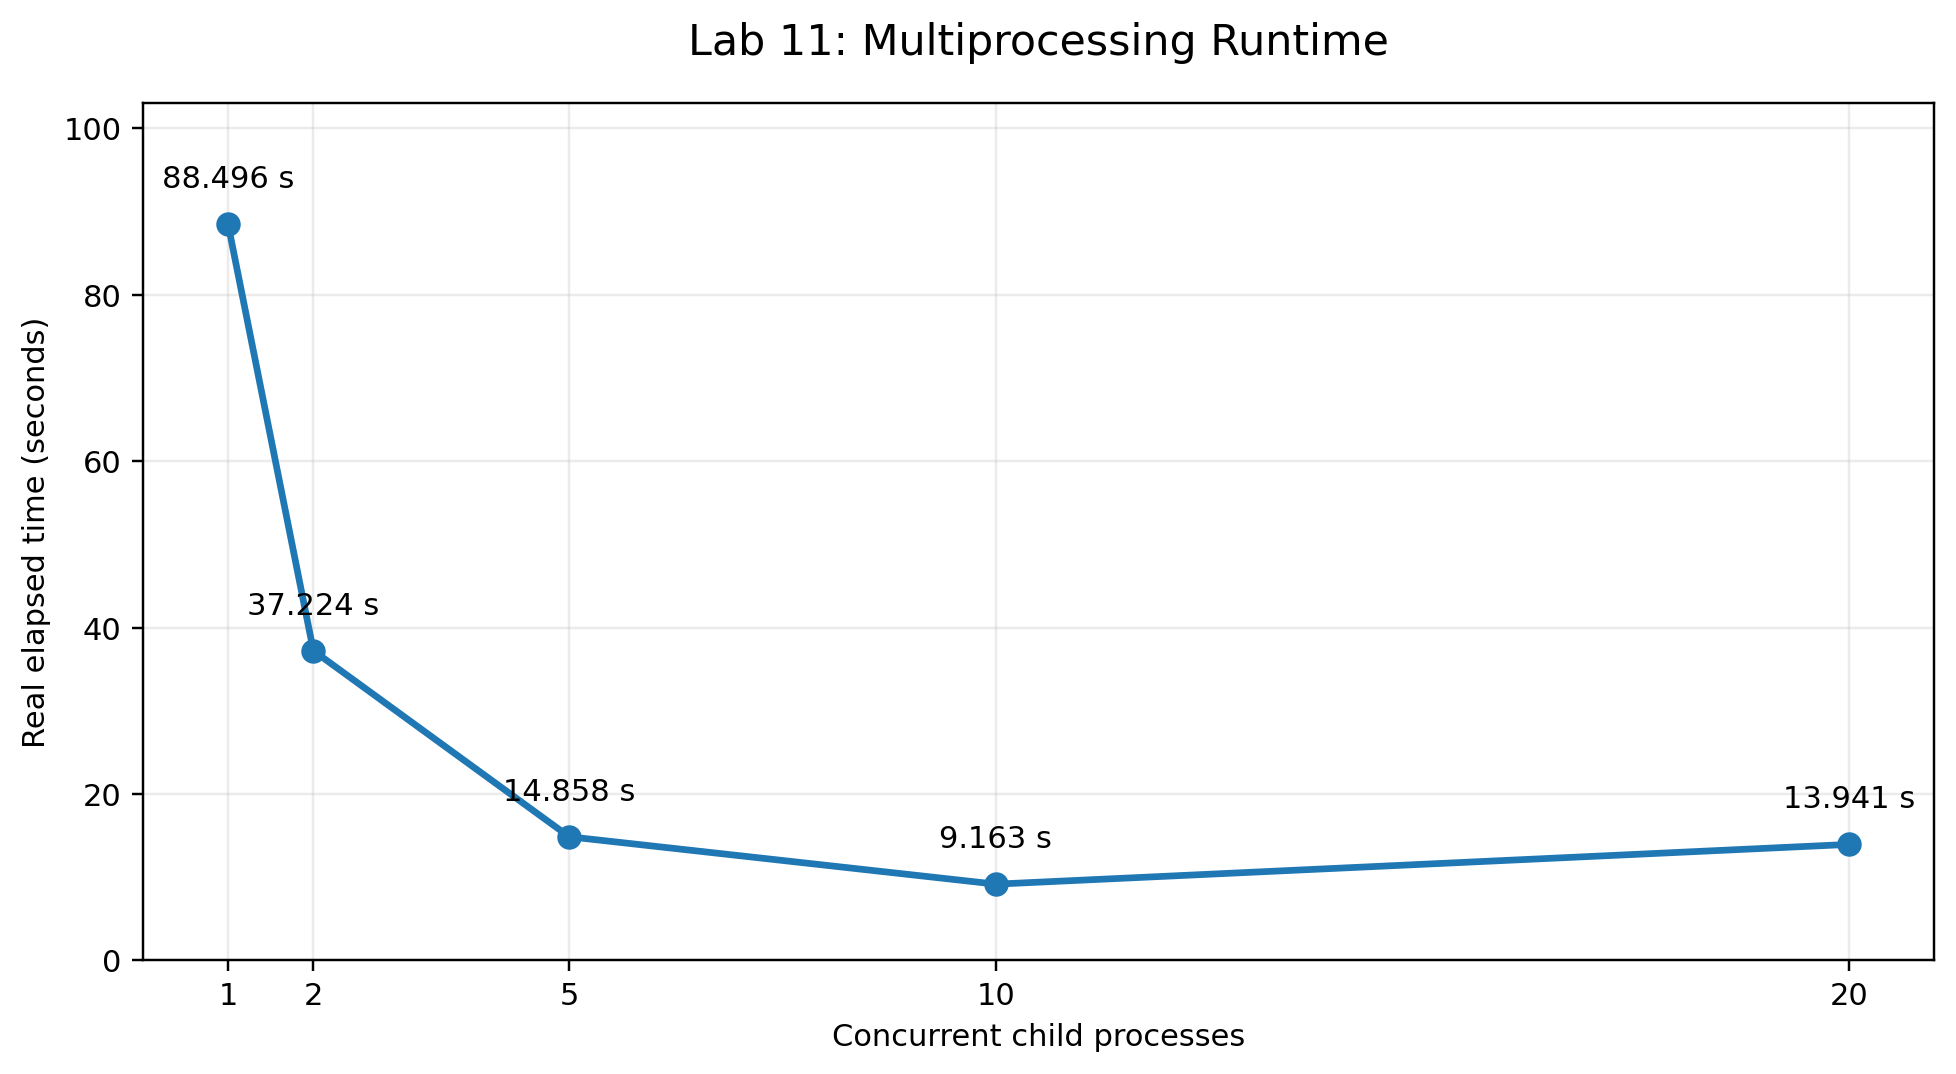 Lab 11: Multiprocessing Runtime
100
88.496 s
80
60
37.224 s
40
14.858 s
20
9.163 s
13.941 s
0
1 2 5 10 20
Real elapsed time (seconds)
Concurrent child processes